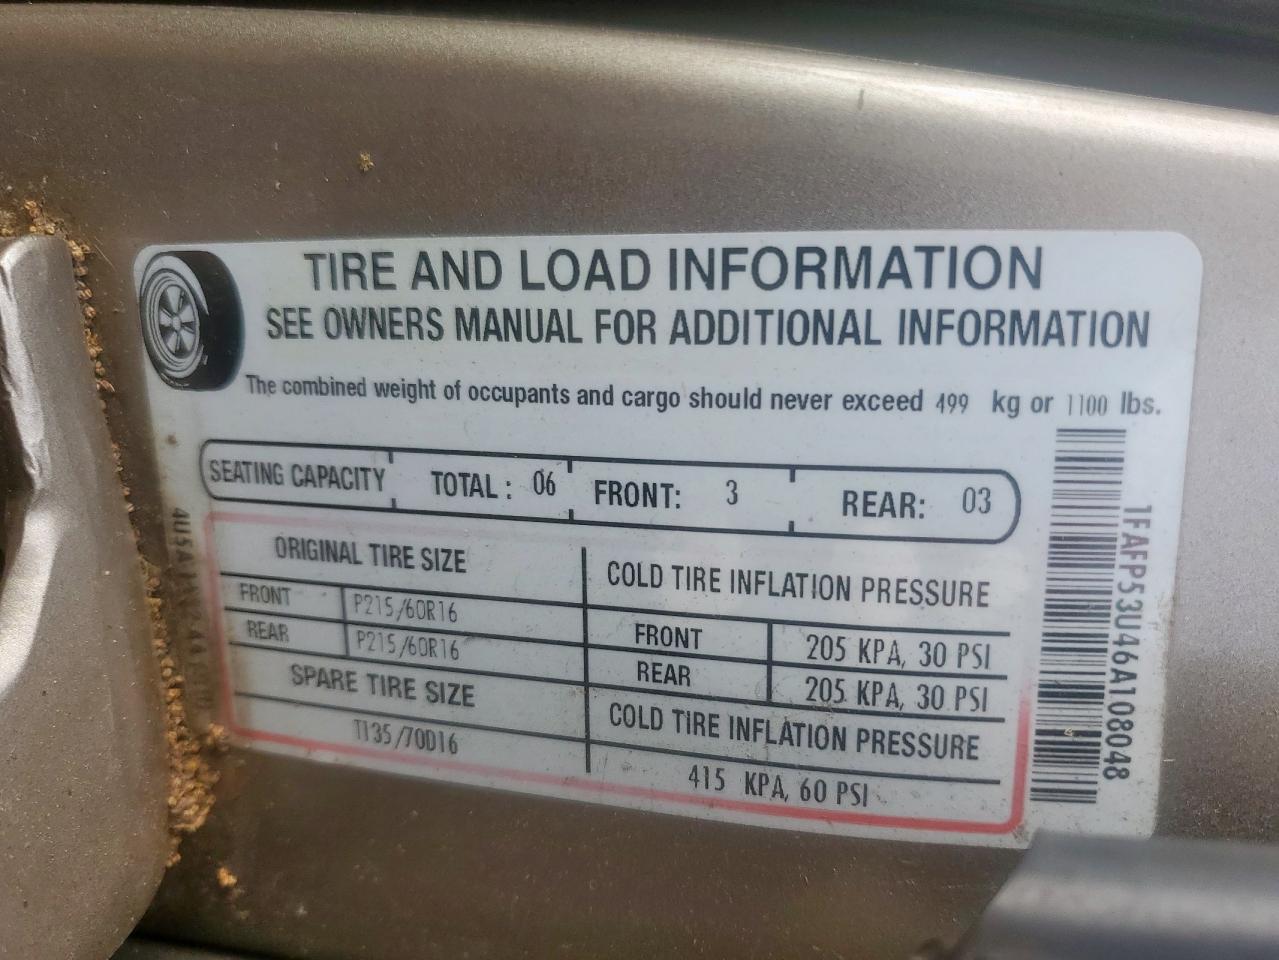 TIRE AND LOAD INFORMATION
SEE OWNERS MANUAL FOR ADDITIONAL INFORMATION
The combined weight of occupants and cargo should never exceed 499 kg or 1100 lbs.
SEATING CAPACITY TOTAL: 06 FRONT: 3 REAR: 03
ORIGINAL TIRE SIZE COLD TIRE INFLATION PRESSURE
FRONT P215/60R16 FRONT 205 KPA, 30 PSI
REAR P215/60R16 REAR 205 KPA, 30 PSI
SPARE TIRE SIZE COLD TIRE INFLATION PRESSURE
T135/70D16 415 KPA, 60 PSI
1FAFP53U46A108048